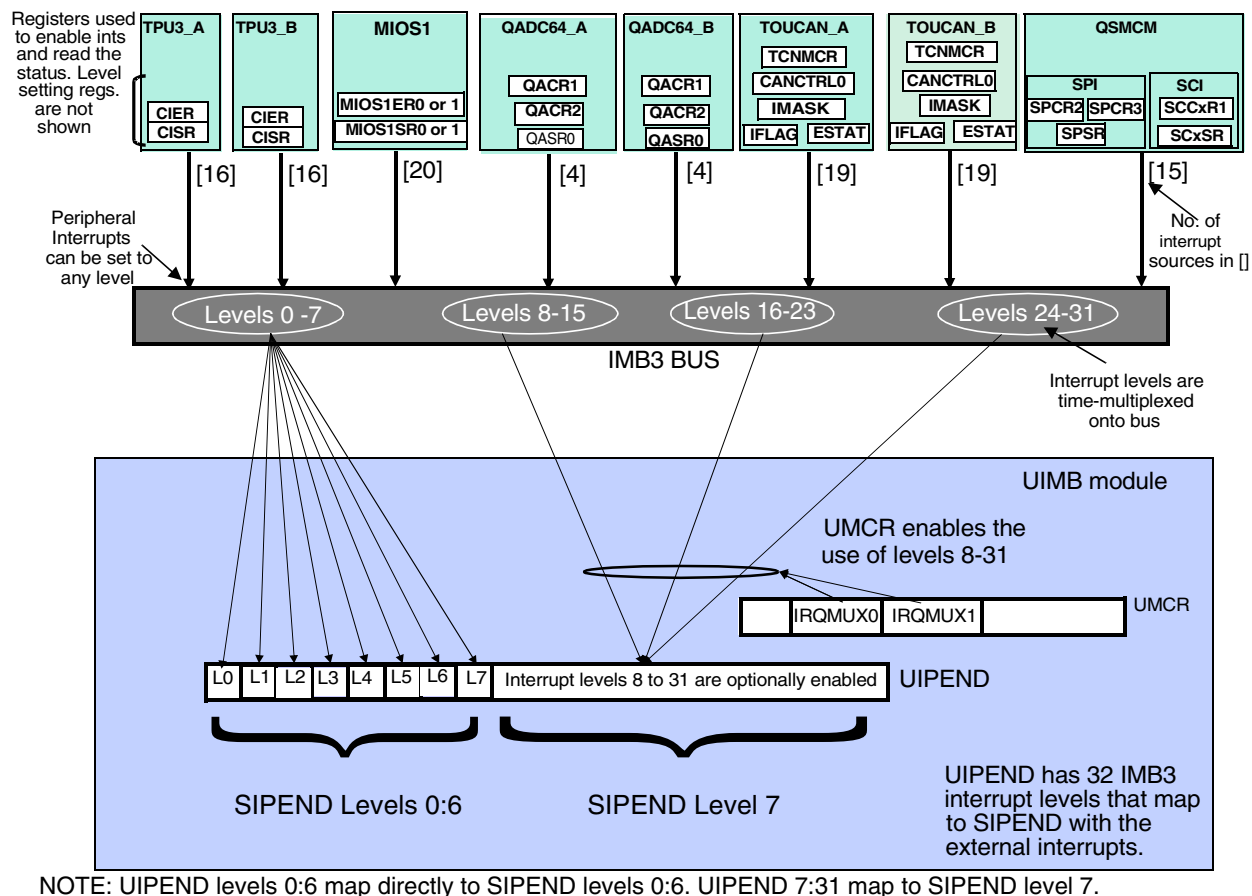 Registers used
to enable ints
and read the
status. Level
setting regs.
are not
shown
TPU3_A
CIER
CISR
TPU3_B
CIER
CISR
MIOS1
MIOS1ER0 or 1
MIOS1SR0 or 1
QADC64_A
QACR1
QACR2
QASR0
QADC64_B
QACR1
QACR2
QASR0
TOUCAN_A
TCNMCR
CANCTRL0
IMASK
IFLAG
ESTAT
TOUCAN_B
TCNMCR
CANCTRL0
IMASK
IFLAG
ESTAT
QSMCM
SPI
SPCR2
SPCR3
SPSR
SCI
SCCxR1
SCxSR
[16]
[16]
[20]
[4]
[4]
[19]
[19]
[15]
Peripheral
Interrupts
can be set to
any level
No. of
interrupt
sources in []
Levels 0 -7
Levels 8-15
Levels 16-23
Levels 24-31
IMB3 BUS
Interrupt levels are
time-multiplexed
onto bus
UIMB module
UMCR enables the
use of levels 8-31
IRQMUX0
IRQMUX1
UMCR
L0
L1
L2
L3
L4
L5
L6
L7
Interrupt levels 8 to 31 are optionally enabled
UIPEND
SIPEND Levels 0:6
SIPEND Level 7
UIPEND has 32 IMB3
interrupt levels that map
to SIPEND with the
external interrupts.
NOTE: UIPEND levels 0:6 map directly to SIPEND levels 0:6. UIPEND 7:31 map to SIPEND level 7.